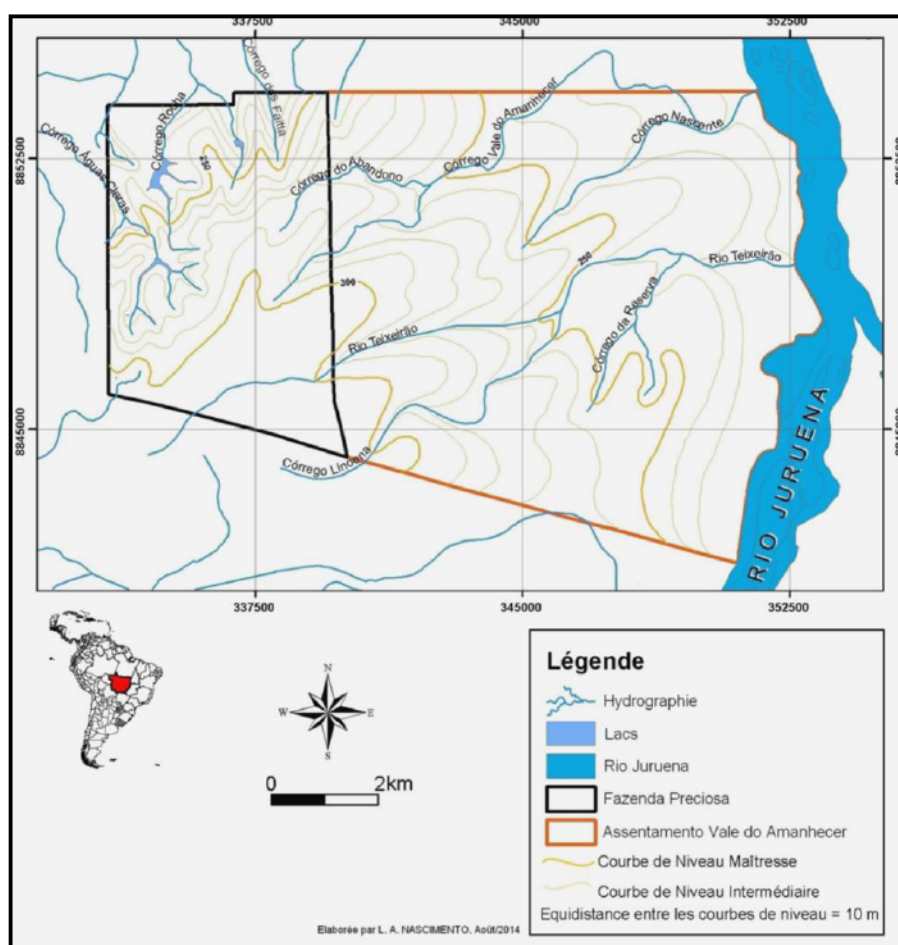 337500 345000 352500
Córrego Rocha
Córrego das Failta
Córrego Águas Claras
250
Córrego do Abandono
Córrego Vale do Amanhecer
Córrego Nascente
8852500
250
Rio Teixeirão
300
Rio Teixeirão
Córrego da Reserva
8845000
Córrego Lindona
RIO JURUENA
337500 345000 352500
N
W E
S
0 2km
Légende
Hydrographie
Lacs
Rio Juruena
Fazenda Preciosa
Assentamento Vale do Amanhecer
Courbe de Niveau Maîtresse
Courbe de Niveau Intermédiaire
Equidistance entre les courbes de niveau = 10 m
Elaborée par L. A. NASCIMENTO, Août/2014